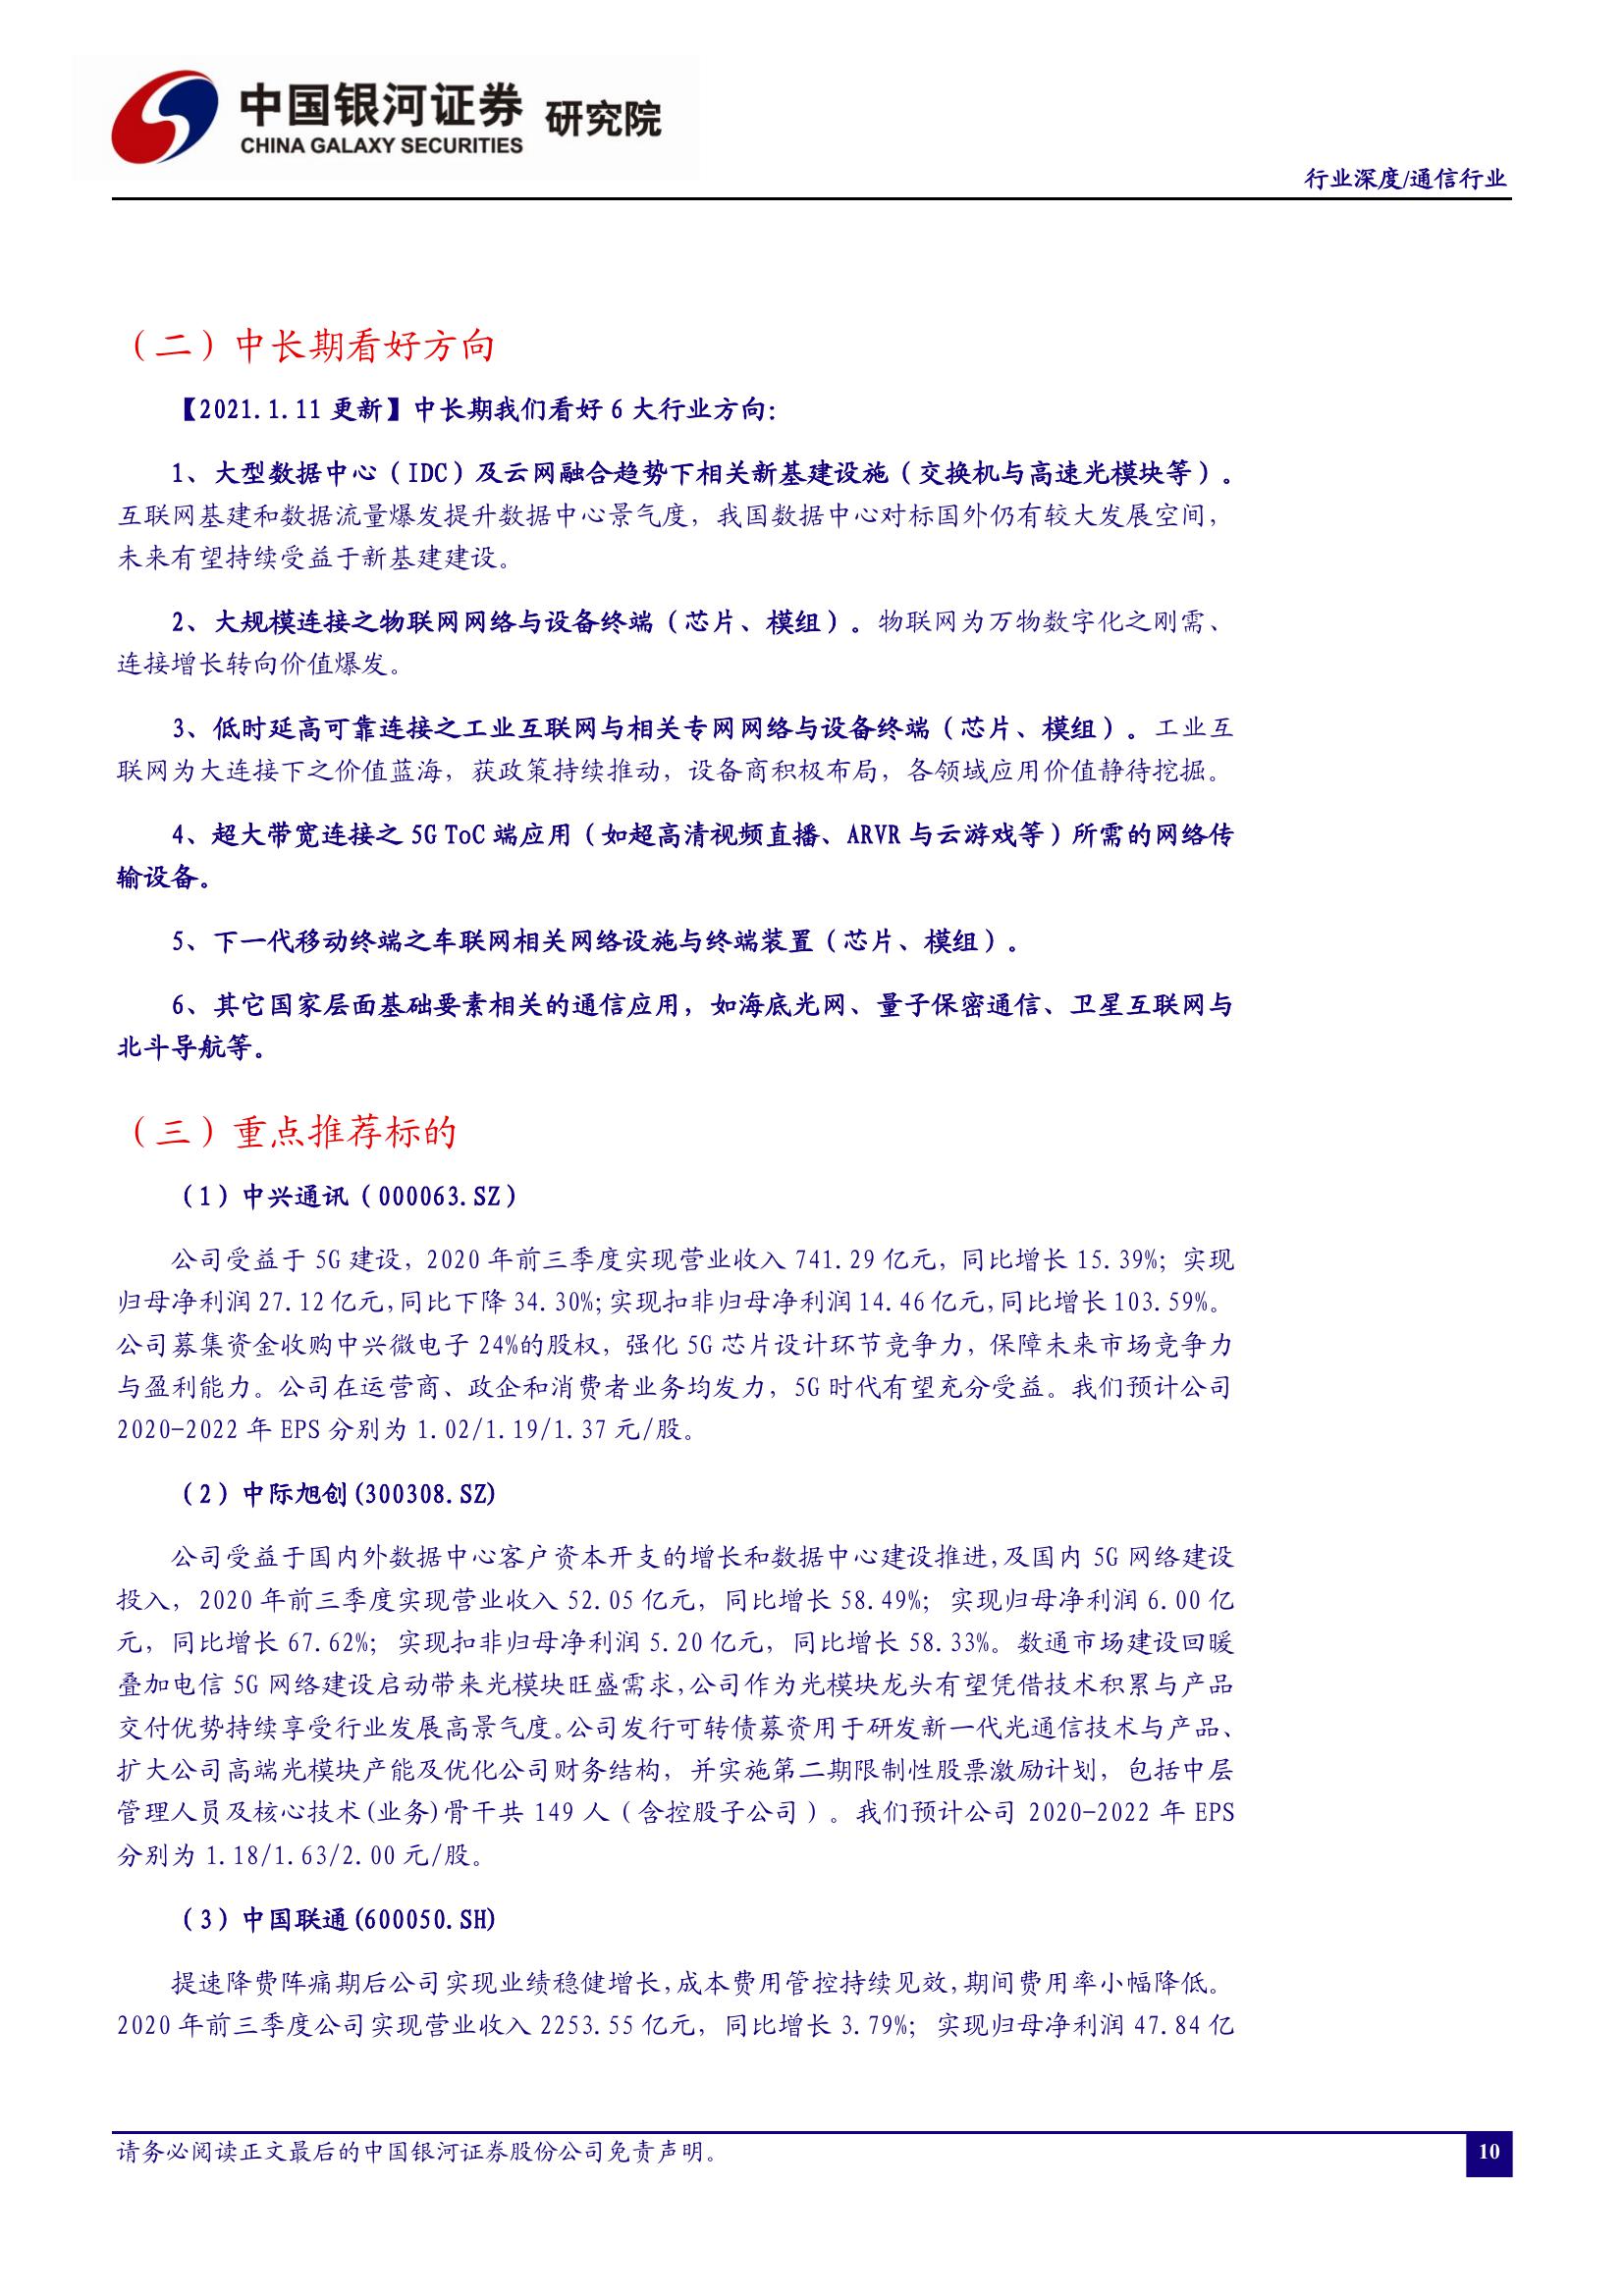 中国银河证券 研究院
CHINA GALAXY SECURITIES
行业深度/通信行业
（二）中长期看好方向
【2021.1.11 更新】中长期我们看好 6 大行业方向：
1、大型数据中心（IDC）及云网融合趋势下相关新基建设施（交换机与高速光模块等）。
互联网基建和数据流量爆发提升数据中心景气度，我国数据中心对标国外仍有较大发展空间，
未来有望持续受益于新基建建设。
2、大规模连接之物联网网络与设备终端（芯片、模组）。物联网为万物数字化之刚需、
连接增长转向价值爆发。
3、低时延高可靠连接之工业互联网与相关专网网络与设备终端（芯片、模组）。工业互
联网为大连接下之价值蓝海，获政策持续推动，设备商积极布局，各领域应用价值静待挖掘。
4、超大带宽连接之 5G ToC 端应用（如超高清视频直播、ARVR 与云游戏等）所需的网络传
输设备。
5、下一代移动终端之车联网相关网络设施与终端装置（芯片、模组）。
6、其它国家层面基础要素相关的通信应用，如海底光网、量子保密通信、卫星互联网与
北斗导航等。
（三）重点推荐标的
（1）中兴通讯（000063.SZ）
公司受益于 5G 建设，2020 年前三季度实现营业收入 741.29 亿元，同比增长 15.39%；实现
归母净利润 27.12 亿元，同比下降 34.30%；实现扣非归母净利润 14.46 亿元，同比增长 103.59%。
公司募集资金收购中兴微电子 24%的股权，强化 5G 芯片设计环节竞争力，保障未来市场竞争力
与盈利能力。公司在运营商、政企和消费者业务均发力，5G 时代有望充分受益。我们预计公司
2020-2022 年 EPS 分别为 1.02/1.19/1.37 元/股。
（2）中际旭创(300308.SZ)
公司受益于国内外数据中心客户资本开支的增长和数据中心建设推进，及国内 5G 网络建设
投入，2020 年前三季度实现营业收入 52.05 亿元，同比增长 58.49%；实现归母净利润 6.00 亿
元，同比增长 67.62%；实现扣非归母净利润 5.20 亿元，同比增长 58.33%。数通市场建设回暖
叠加电信 5G 网络建设启动带来光模块旺盛需求，公司作为光模块龙头有望凭借技术积累与产品
交付优势持续享受行业发展高景气度。公司发行可转债募资用于研发新一代光通信技术与产品、
扩大公司高端光模块产能及优化公司财务结构，并实施第二期限制性股票激励计划，包括中层
管理人员及核心技术(业务)骨干共 149 人（含控股子公司）。我们预计公司 2020-2022 年 EPS
分别为 1.18/1.63/2.00 元/股。
（3）中国联通(600050.SH)
提速降费阵痛期后公司实现业绩稳健增长，成本费用管控持续见效，期间费用率小幅降低。
2020 年前三季度公司实现营业收入 2253.55 亿元，同比增长 3.79%；实现归母净利润 47.84 亿
请务必阅读正文最后的中国银河证券股份公司免责声明。
10